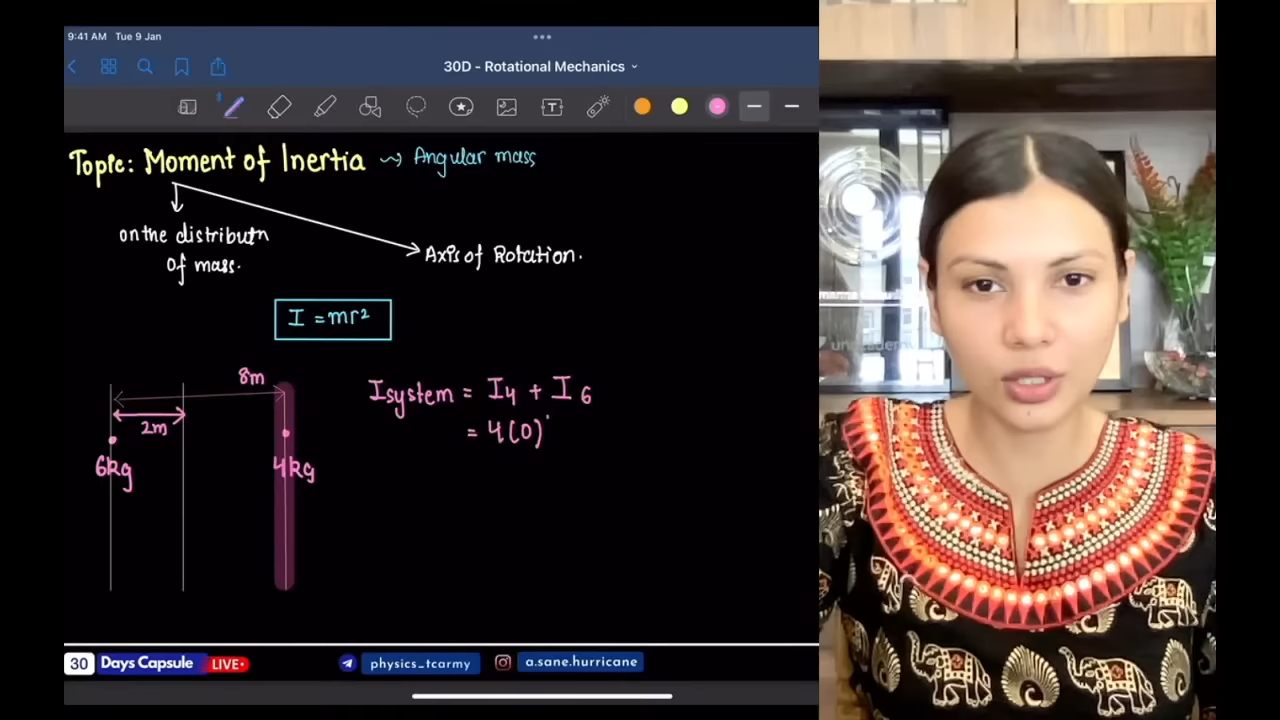 9:41 AM Tue 9 Jan
30D - Rotational Mechanics
Topic: Moment of Inertia ⤳ Angular mass
on the distributn
of mass.
Axis of Rotation.
I = mr²
8m
2m
6kg
4kg
Isystem = I4 + I6
= 4(0)
30 Days Capsule LIVE
physics_tcarmy
a.sane.hurricane